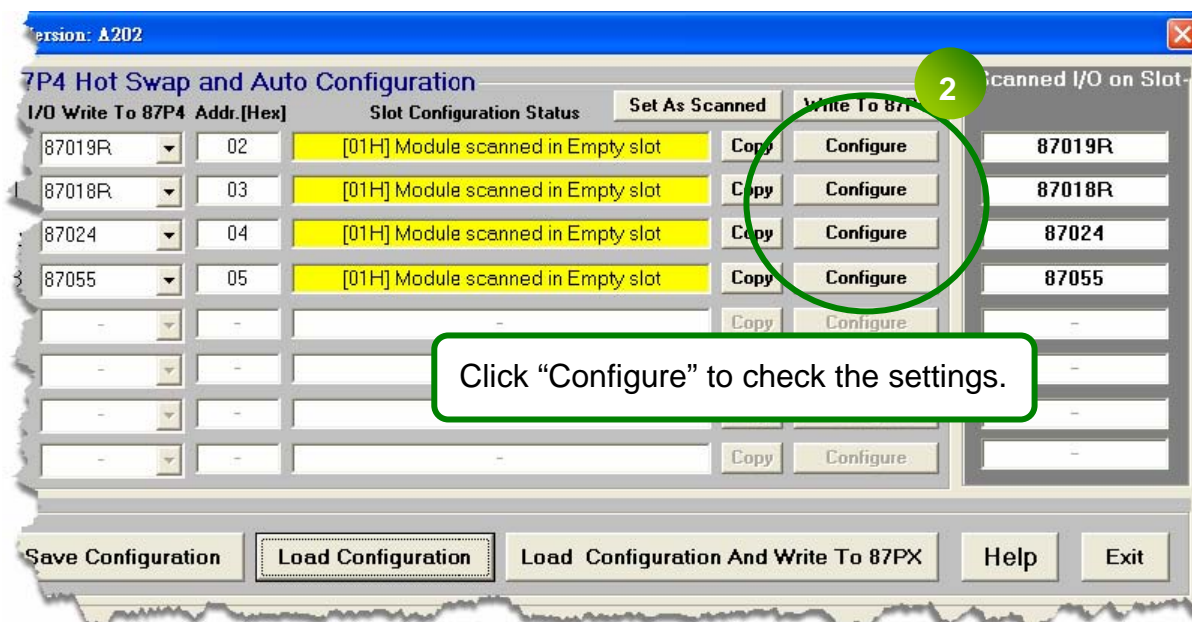 ersion: A202
7P4 Hot Swap and Auto Configuration
2
Scanned I/O on Slot-
I/O Write To 87P4 Addr.[Hex] Slot Configuration Status Set As Scanned Write To 87P
87019R 02 [01H] Module scanned in Empty slot Copy Configure 87019R
87018R 03 [01H] Module scanned in Empty slot Copy Configure 87018R
87024 04 [01H] Module scanned in Empty slot Copy Configure 87024
87055 05 [01H] Module scanned in Empty slot Copy Configure 87055
- - - Copy Configure -
Click “Configure” to check the settings.
- - -
- - -
- - - Copy Configure -
Save Configuration Load Configuration Load Configuration And Write To 87PX Help Exit